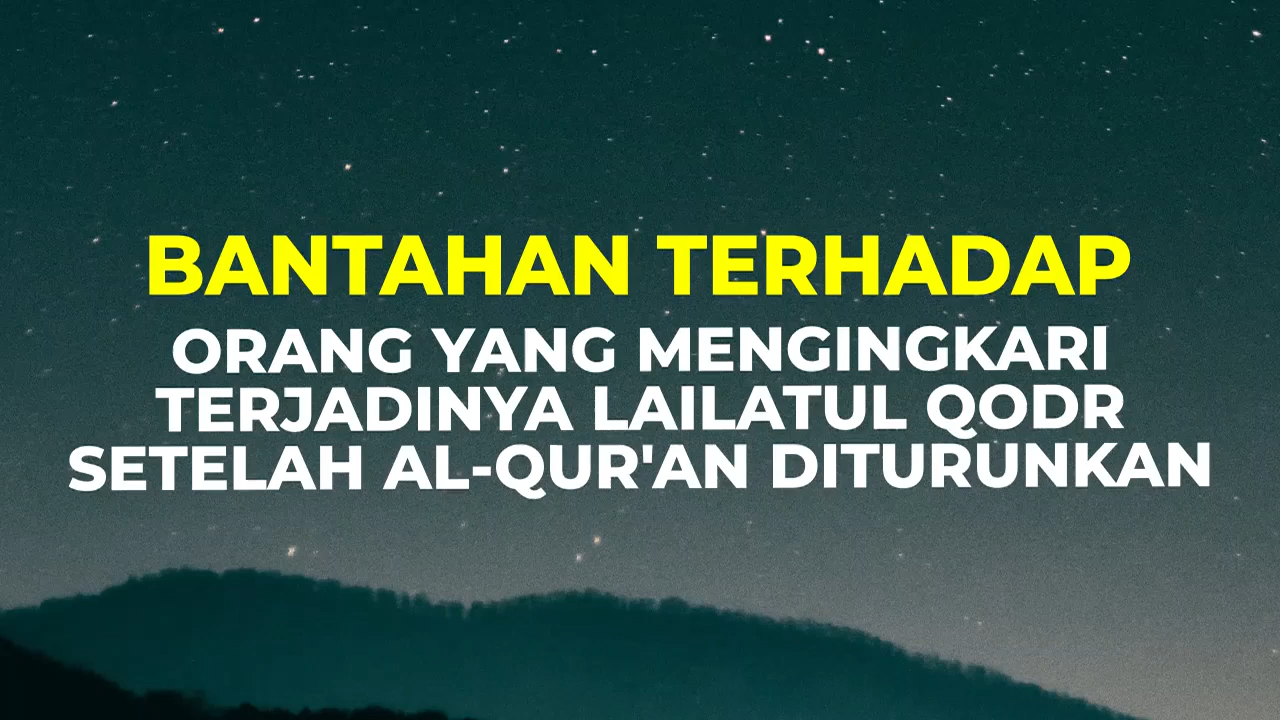 BANTAHAN TERHADAP
ORANG YANG MENGINGKARI
TERJADINYA LAILATUL QODR
SETELAH AL-QUR'AN DITURUNKAN